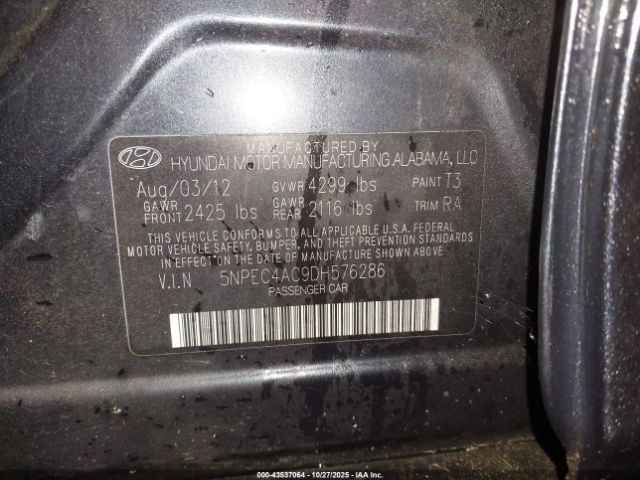 MANUFACTURED BY
HYUNDAI MOTOR MANUFACTURING ALABAMA, LLC
Aug/03/12 GVWR 4299 lbs PAINT T3
GAWR FRONT 2425 lbs GAWR REAR 2116 lbs TRIM RA
THIS VEHICLE CONFORMS TO ALL APPLICABLE U.S.A. FEDERAL
MOTOR VEHICLE SAFETY, BUMPER, AND THEFT PREVENTION
STANDARDS IN EFFECT ON THE DATE OF MANUFACTURE SHOWN ABOVE
V.I.N 5NPEC4AC9DH576286
PASSENGER CAR
000-43537064 - 10/27/2025 - IAA Inc.